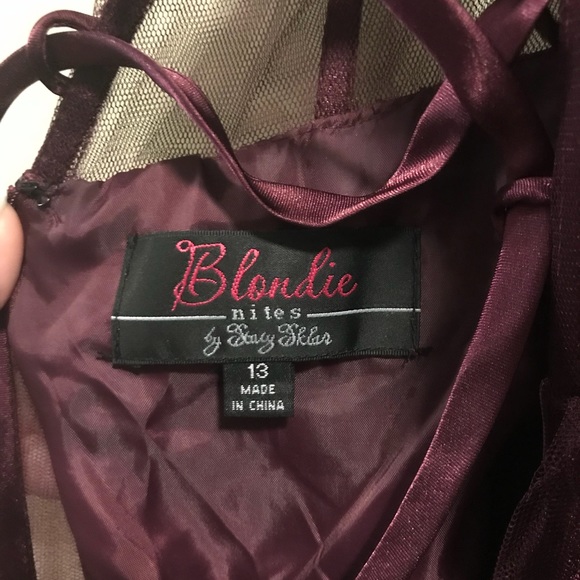 Blondie
nites
by Stacy Sklar
13
MADE
IN CHINA